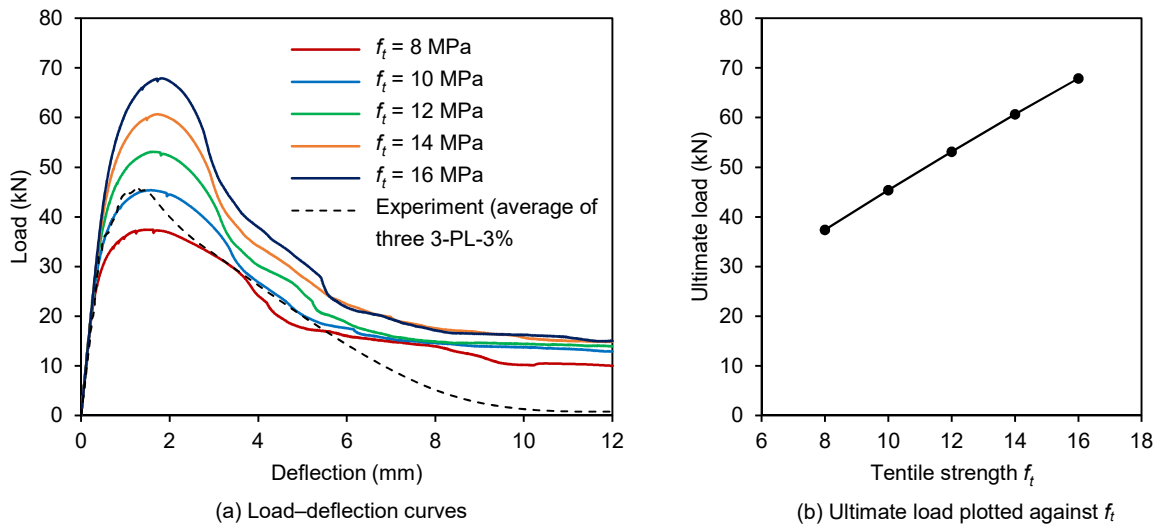 80
70
60
50
40
30
20
10
0
Load (kN)
0 2 4 6 8 10 12
Deflection (mm)
fₜ = 8 MPa
fₜ = 10 MPa
fₜ = 12 MPa
fₜ = 14 MPa
fₜ = 16 MPa
Experiment (average of
three 3-PL-3%
(a) Load–deflection curves
80
70
60
50
40
30
20
10
0
Ultimate load (kN)
6 8 10 12 14 16 18
Tentile strength fₜ
(b) Ultimate load plotted against fₜ